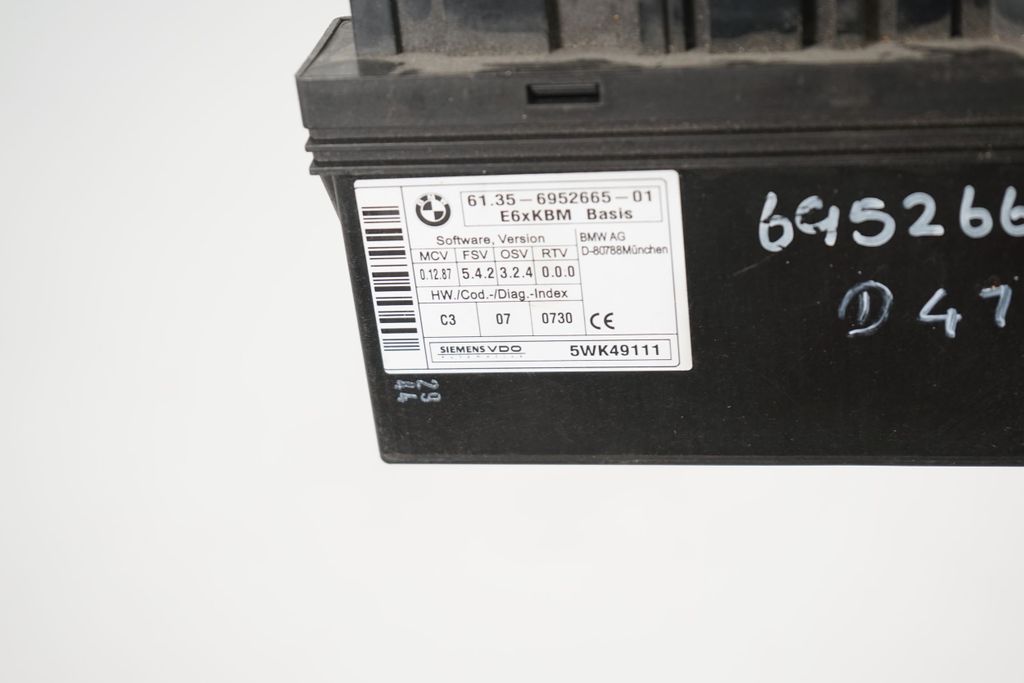 61.35-6952665-01
E6xKBM Basis
Software, Version
MCV FSV OSV RTV
0.12.87 5.4.2 3.2.4 0.0.0
HW./Cod.-/Diag.-Index
C3 07 0730
BMW AG
D-80788München
CE
SIEMENS VDO
AUTOMOTIVE
5WK49111
29
44
695266
D 47